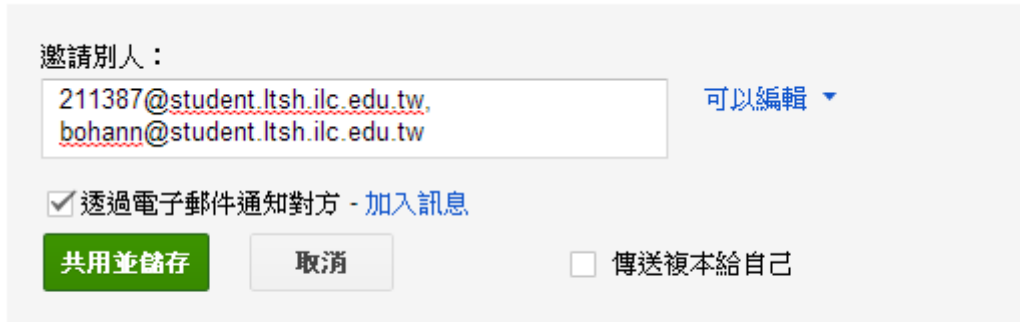 邀請別人：
211387@student.ltsh.ilc.edu.tw,
可以編輯
bohann@student.ltsh.ilc.edu.tw
透過電子郵件通知對方 - 加入訊息
共用並儲存 取消 傳送複本給自己